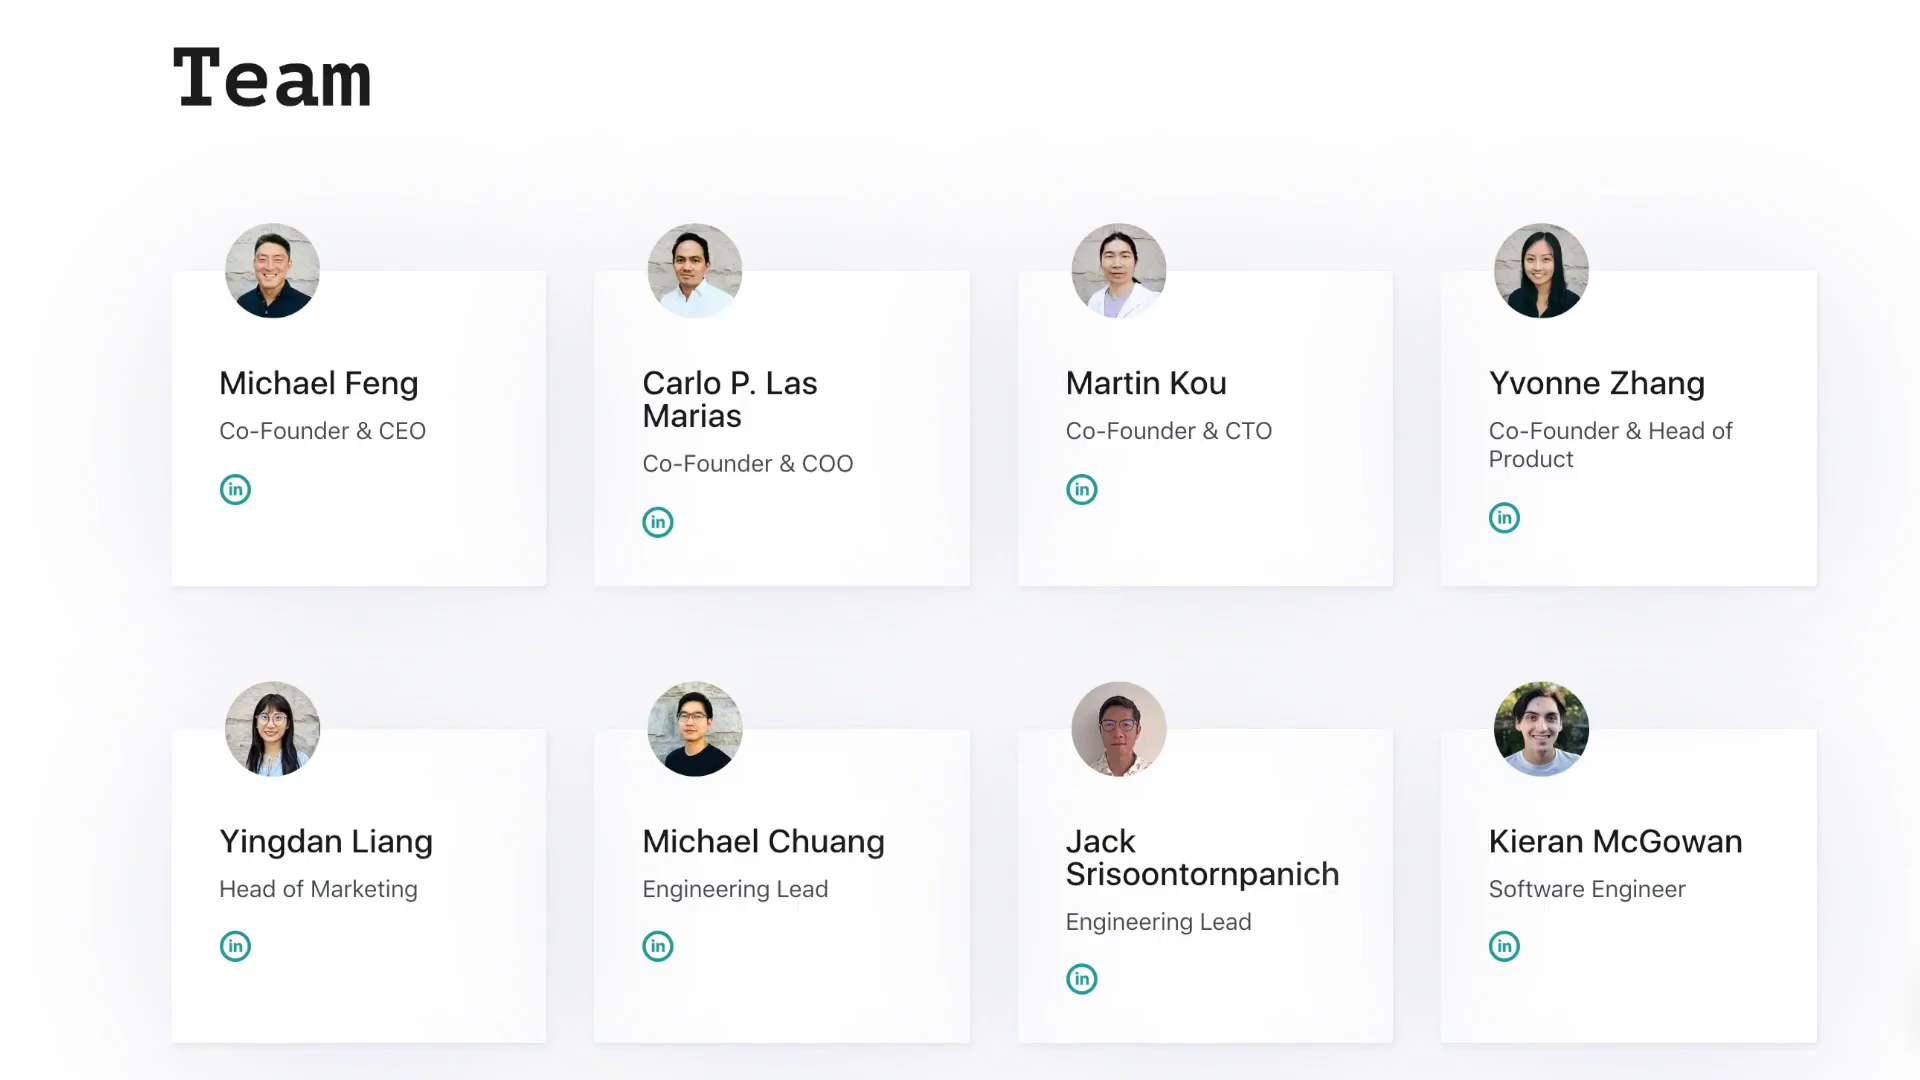 Team
Michael Feng
Co-Founder & CEO
in
Carlo P. Las
Marias
Co-Founder & COO
in
Martin Kou
Co-Founder & CTO
in
Yvonne Zhang
Co-Founder & Head of
Product
in
Yingdan Liang
Head of Marketing
in
Michael Chuang
Engineering Lead
in
Jack
Srisoontornpanich
Engineering Lead
in
Kieran McGowan
Software Engineer
in